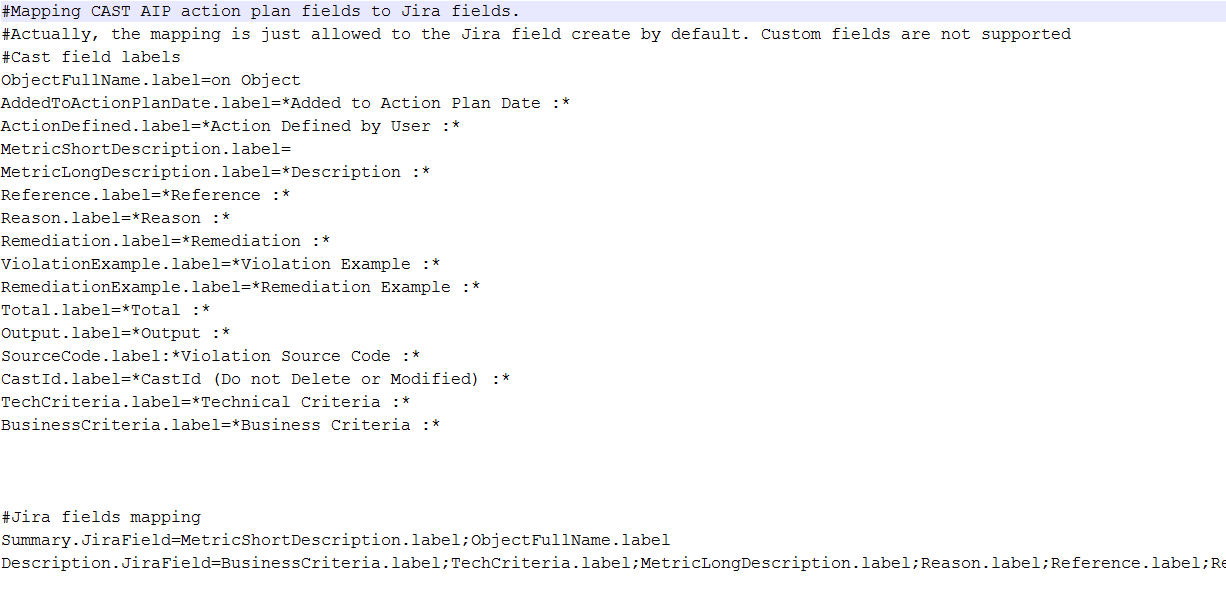 #Mapping CAST AIP action plan fields to Jira fields.
#Actually, the mapping is just allowed to the Jira field create by default. Custom fields are not supported
#Cast field labels
ObjectFullName.label=on Object
AddedToActionPlanDate.label=*Added to Action Plan Date :*
ActionDefined.label=*Action Defined by User :*
MetricShortDescription.label=
MetricLongDescription.label=*Description :*
Reference.label=*Reference :*
Reason.label=*Reason :*
Remediation.label=*Remediation :*
ViolationExample.label=*Violation Example :*
RemediationExample.label=*Remediation Example :*
Total.label=*Total :*
Output.label=*Output :*
SourceCode.label:*Violation Source Code :*
CastId.label=*CastId (Do not Delete or Modified) :*
TechCriteria.label=*Technical Criteria :*
BusinessCriteria.label=*Business Criteria :*
#Jira fields mapping
Summary.JiraField=MetricShortDescription.label;ObjectFullName.label
Description.JiraField=BusinessCriteria.label;TechCriteria.label;MetricLongDescription.label;Reason.label;Reference.label;